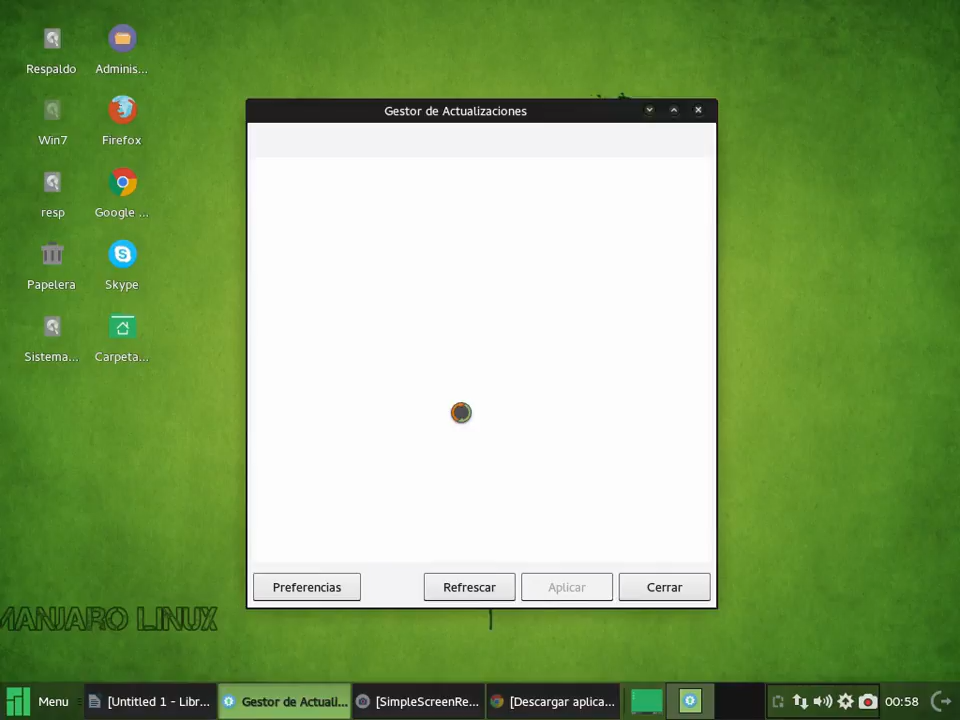 Respaldo
Adminis...
Win7
Firefox
resp
Google ...
Papelera
Skype
Sistema...
Carpeta...
Gestor de Actualizaciones
Preferencias
Refrescar
Aplicar
Cerrar
MANJARO LINUX
Menu
[Untitled 1 - Libr...
Gestor de Actuali...
[SimpleScreenRe...
[Descargar aplica...
00:58